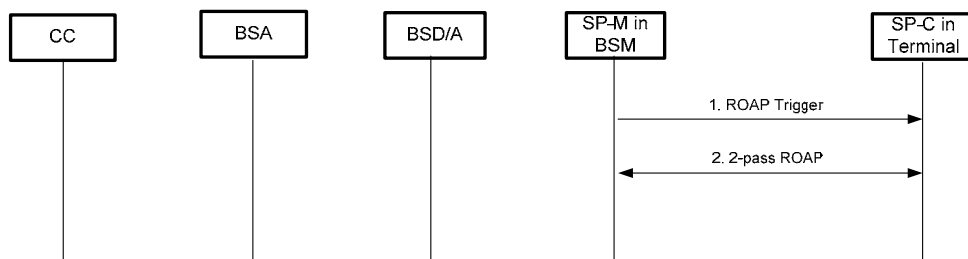 CC
BSA
BSD/A
SP-M in
BSM
SP-C in
Terminal
1. ROAP Trigger
2. 2-pass ROAP